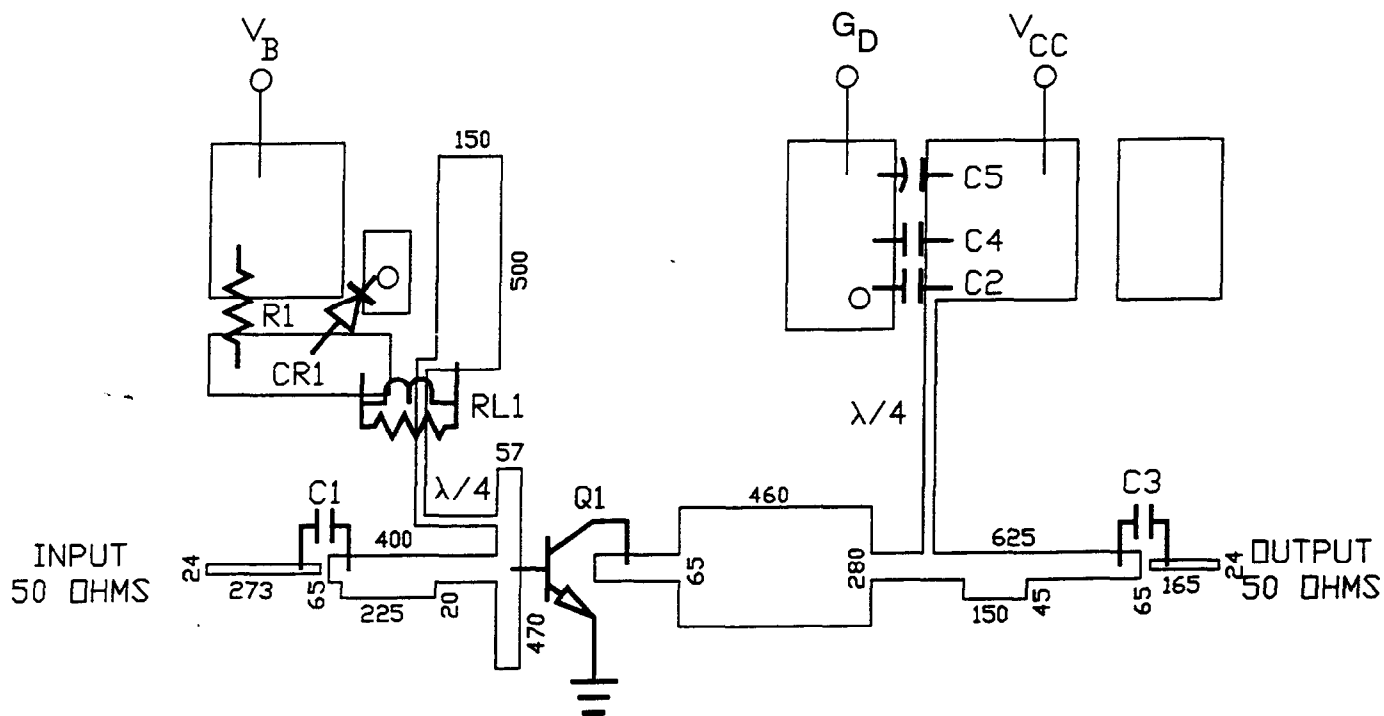 V_B
G_D
V_CC
150
500
C5
C4
C2
R1
CR1
RL1
λ/4
57
λ/4
C1
Q1
460
C3
INPUT
50 OHMS
24
273
65
400
225
20
470
65
280
625
150
45
65
165
24
OUTPUT
50 OHMS